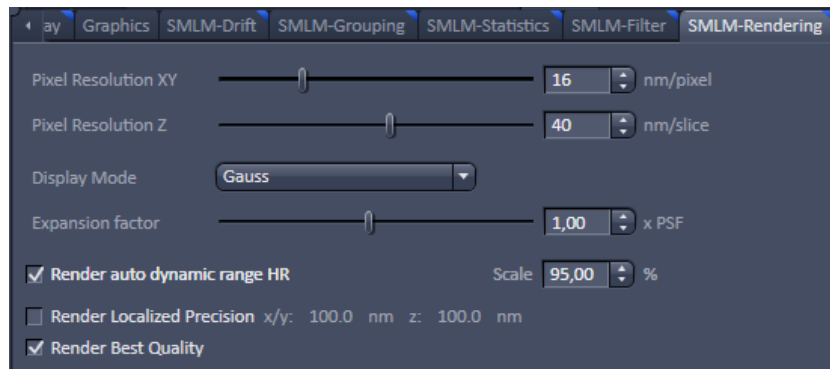 ay Graphics SMLM-Drift SMLM-Grouping SMLM-Statistics SMLM-Filter SMLM-Rendering
Pixel Resolution XY 16 nm/pixel
Pixel Resolution Z 40 nm/slice
Display Mode Gauss
Expansion factor 1,00 x PSF
Render auto dynamic range HR Scale 95,00 %
Render Localized Precision x/y: 100.0 nm z: 100.0 nm
Render Best Quality